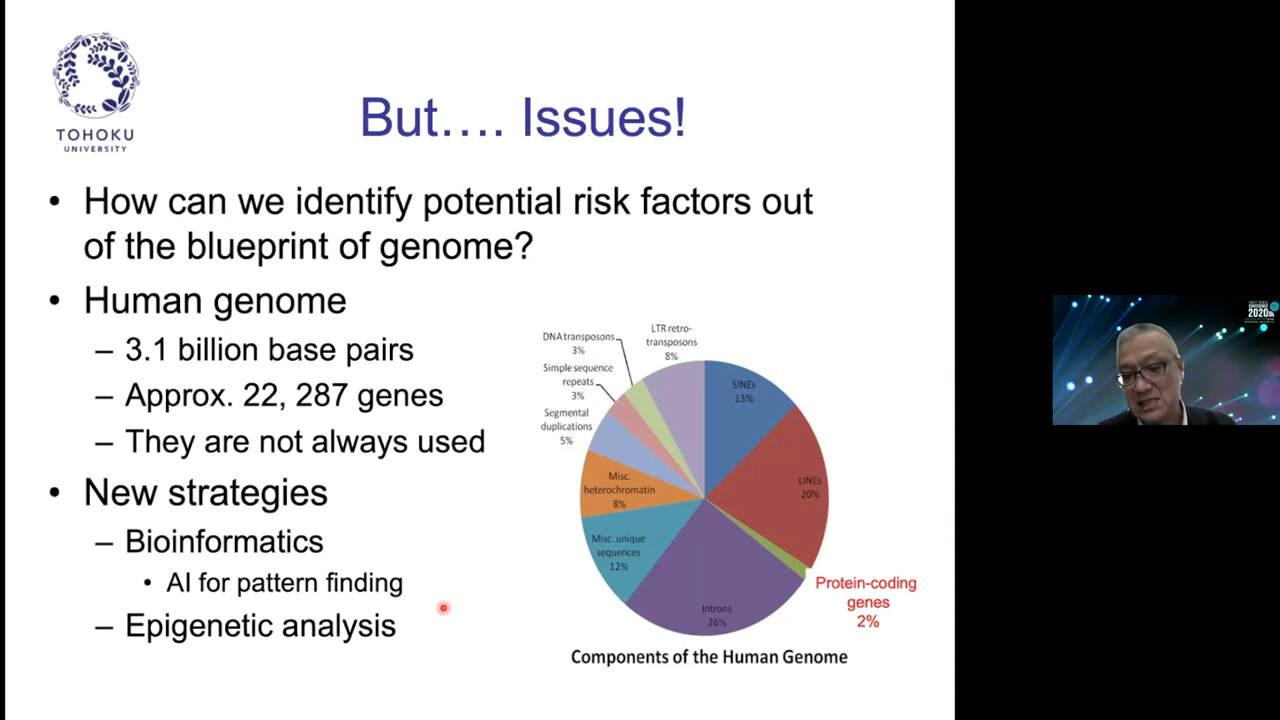 TOHOKU
UNIVERSITY
But…. Issues!
• How can we identify potential risk factors out
of the blueprint of genome?
• Human genome
– 3.1 billion base pairs
– Approx. 22, 287 genes
– They are not always used
• New strategies
– Bioinformatics
• AI for pattern finding
– Epigenetic analysis
DNA transposons
3%
LTR retro-
transposons
8%
Simple sequence
repeats
3%
Segmental
duplications
5%
SINEs
13%
LINEs
20%
Misc.
heterochromatin
8%
Misc. unique
sequences
12%
Introns
26%
Protein-coding
genes
2%
Components of the Human Genome
CONFERENCE
2020